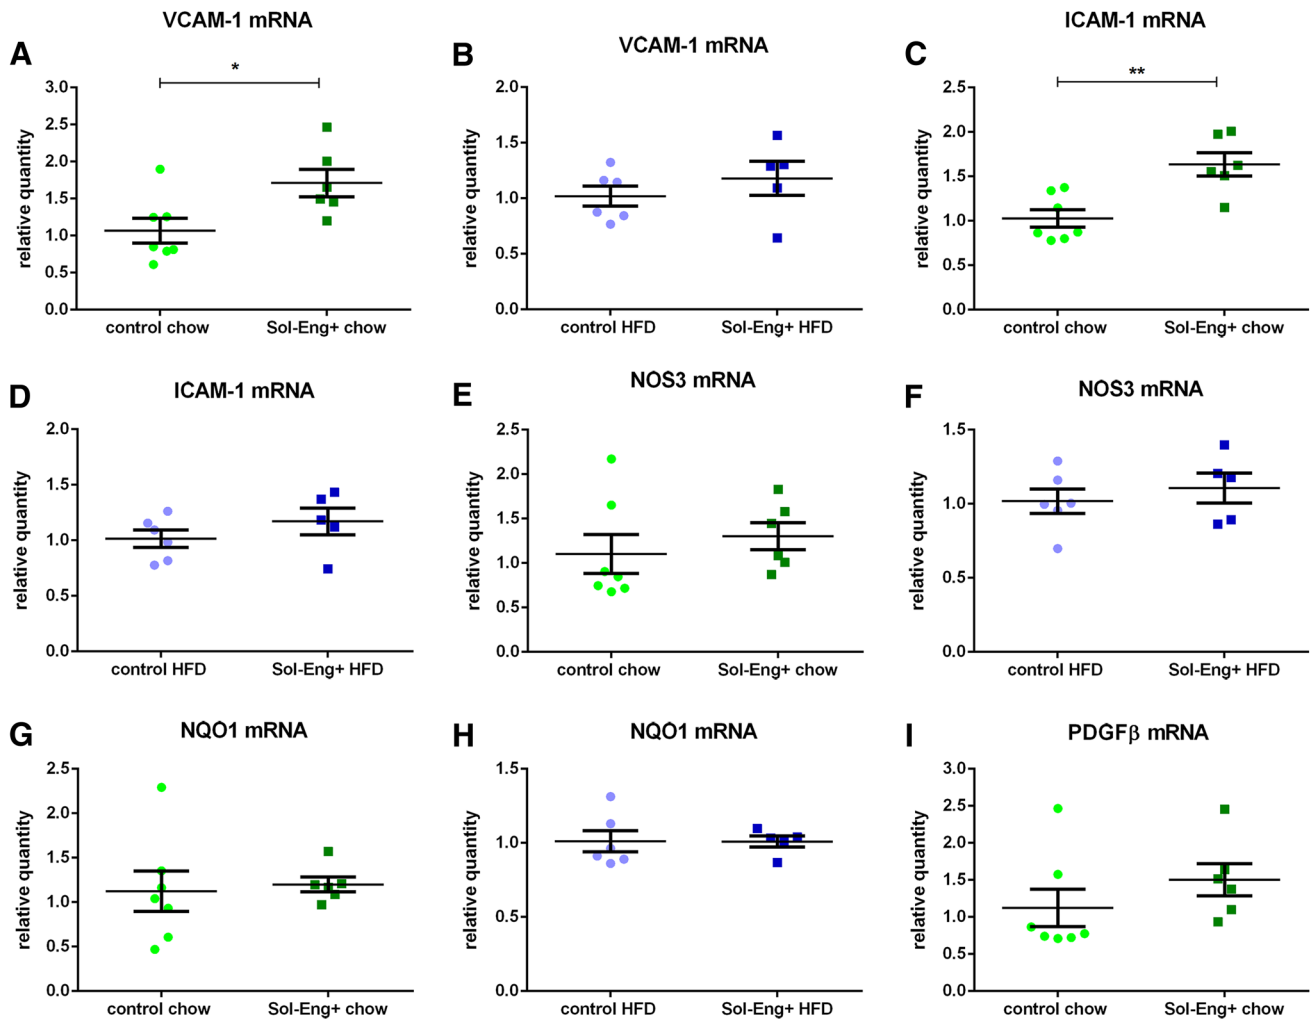 A
VCAM-1 mRNA
*
relative quantity
3.0
2.5
2.0
1.5
1.0
0.5
0.0
control chow
Sol-Eng+ chow
B
VCAM-1 mRNA
relative quantity
2.0
1.5
1.0
0.5
0.0
control HFD
Sol-Eng+ HFD
C
ICAM-1 mRNA
**
relative quantity
2.5
2.0
1.5
1.0
0.5
0.0
control chow
Sol-Eng+ chow
D
ICAM-1 mRNA
relative quantity
2.0
1.5
1.0
0.5
0.0
control HFD
Sol-Eng+ HFD
E
NOS3 mRNA
relative quantity
2.5
2.0
1.5
1.0
0.5
0.0
control chow
Sol-Eng+ chow
F
NOS3 mRNA
relative quantity
1.5
1.0
0.5
0.0
control HFD
Sol-Eng+ HFD
G
NQO1 mRNA
relative quantity
2.5
2.0
1.5
1.0
0.5
0.0
control chow
Sol-Eng+ chow
H
NQO1 mRNA
relative quantity
1.5
1.0
0.5
0.0
control HFD
Sol-Eng+ HFD
I
PDGFβ mRNA
relative quantity
3.0
2.5
2.0
1.5
1.0
0.5
0.0
control chow
Sol-Eng+ chow